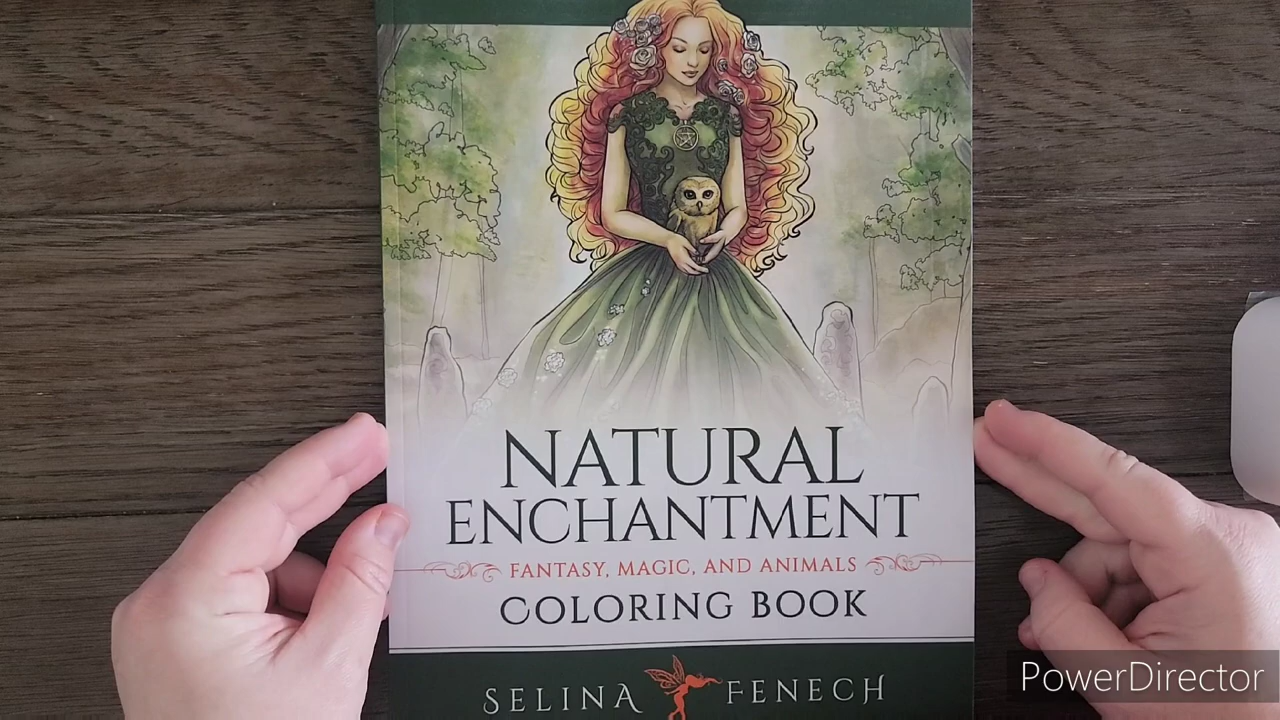 NATURAL
ENCHANTMENT
FANTASY, MAGIC, AND ANIMALS
COLORING BOOK
SELINA FENECH
PowerDirector